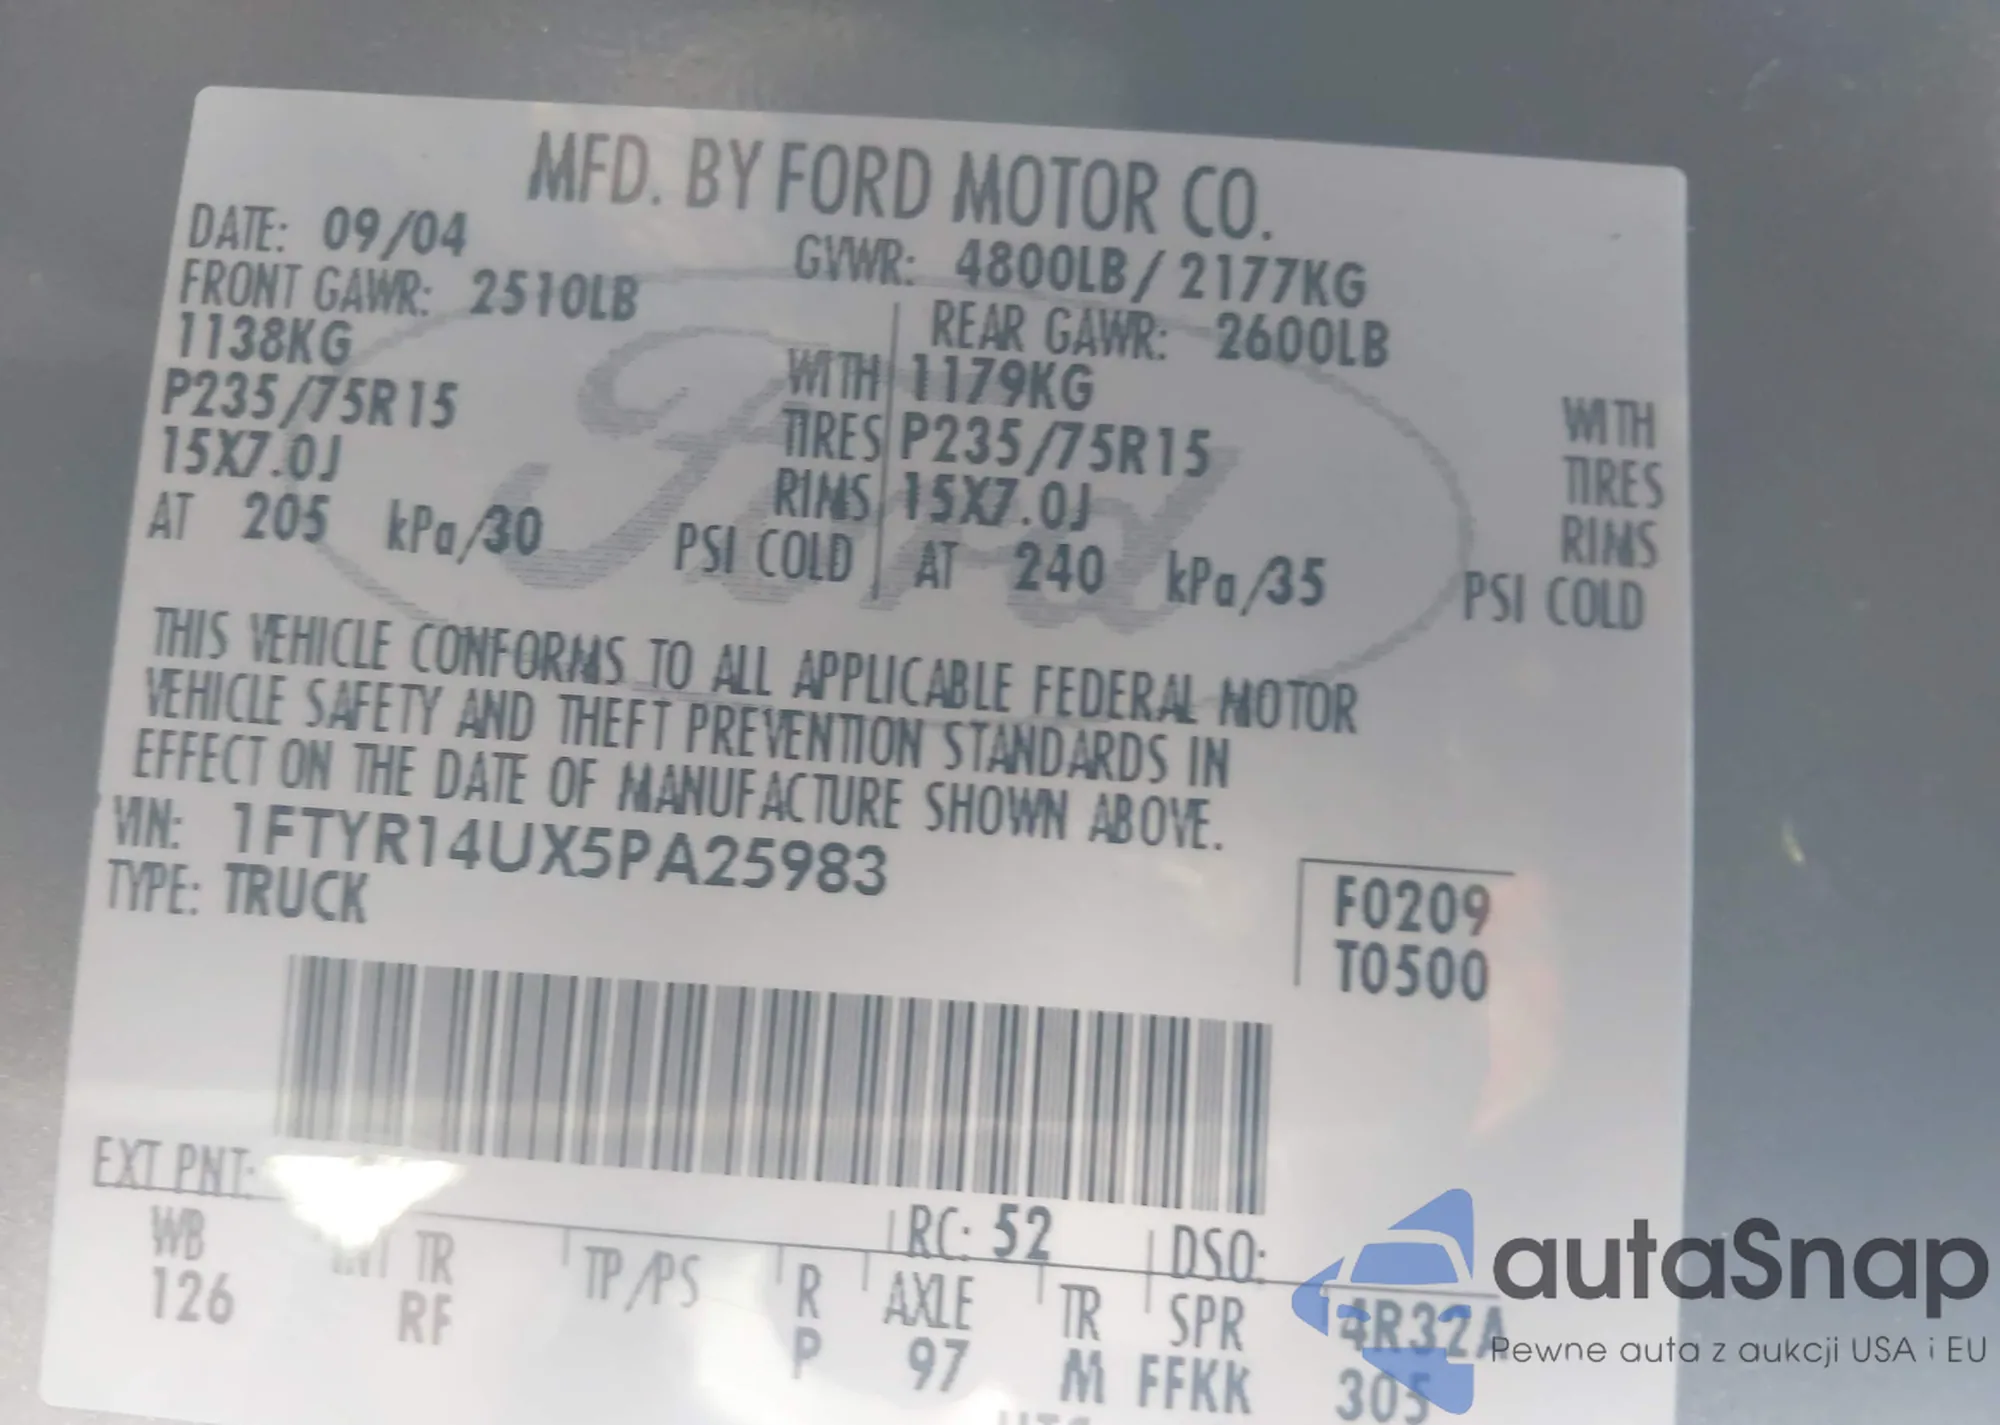 MFD. BY FORD MOTOR CO.
DATE: 09/04 GVWR: 4800LB/2177KG
FRONT GAWR: 2510LB REAR GAWR: 2600LB
1138KG WITH 1179KG WITH
P235/75R15 TIRES P235/75R15 TIRES
15X7.0J RIMS 15X7.0J RIMS
AT 205 kPa/30 PSI COLD AT 240 kPa/35 PSI COLD
Ford
THIS VEHICLE CONFORMS TO ALL APPLICABLE FEDERAL MOTOR
VEHICLE SAFETY AND THEFT PREVENTION STANDARDS IN
EFFECT ON THE DATE OF MANUFACTURE SHOWN ABOVE.
VIN: 1FTYR14UX5PA25983
TYPE: TRUCK
F0209
T0500
EXT PNT: RC: 52 DSO:
WB INT TR TP/PS R AXLE TR SPR 4R32A
126 RF P 97 M FFKK 305
autaSnap
Pewne auta z aukcji USA i EU